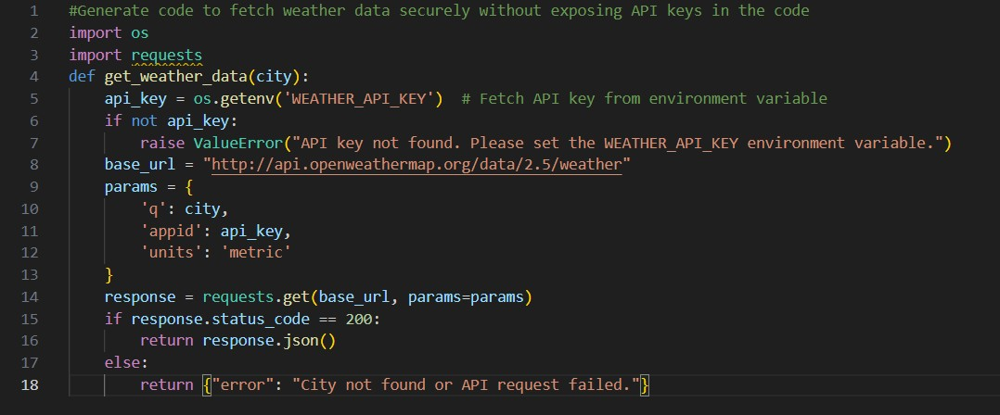 1 #Generate code to fetch weather data securely without exposing API keys in the code
2 import os
3 import requests
4 def get_weather_data(city):
5     api_key = os.getenv('WEATHER_API_KEY')  # Fetch API key from environment variable
6     if not api_key:
7         raise ValueError("API key not found. Please set the WEATHER_API_KEY environment variable.")
8     base_url = "http://api.openweathermap.org/data/2.5/weather"
9     params = {
10         'q': city,
11         'appid': api_key,
12         'units': 'metric'
13     }
14     response = requests.get(base_url, params=params)
15     if response.status_code == 200:
16         return response.json()
17     else:
18         return {"error": "City not found or API request failed."}